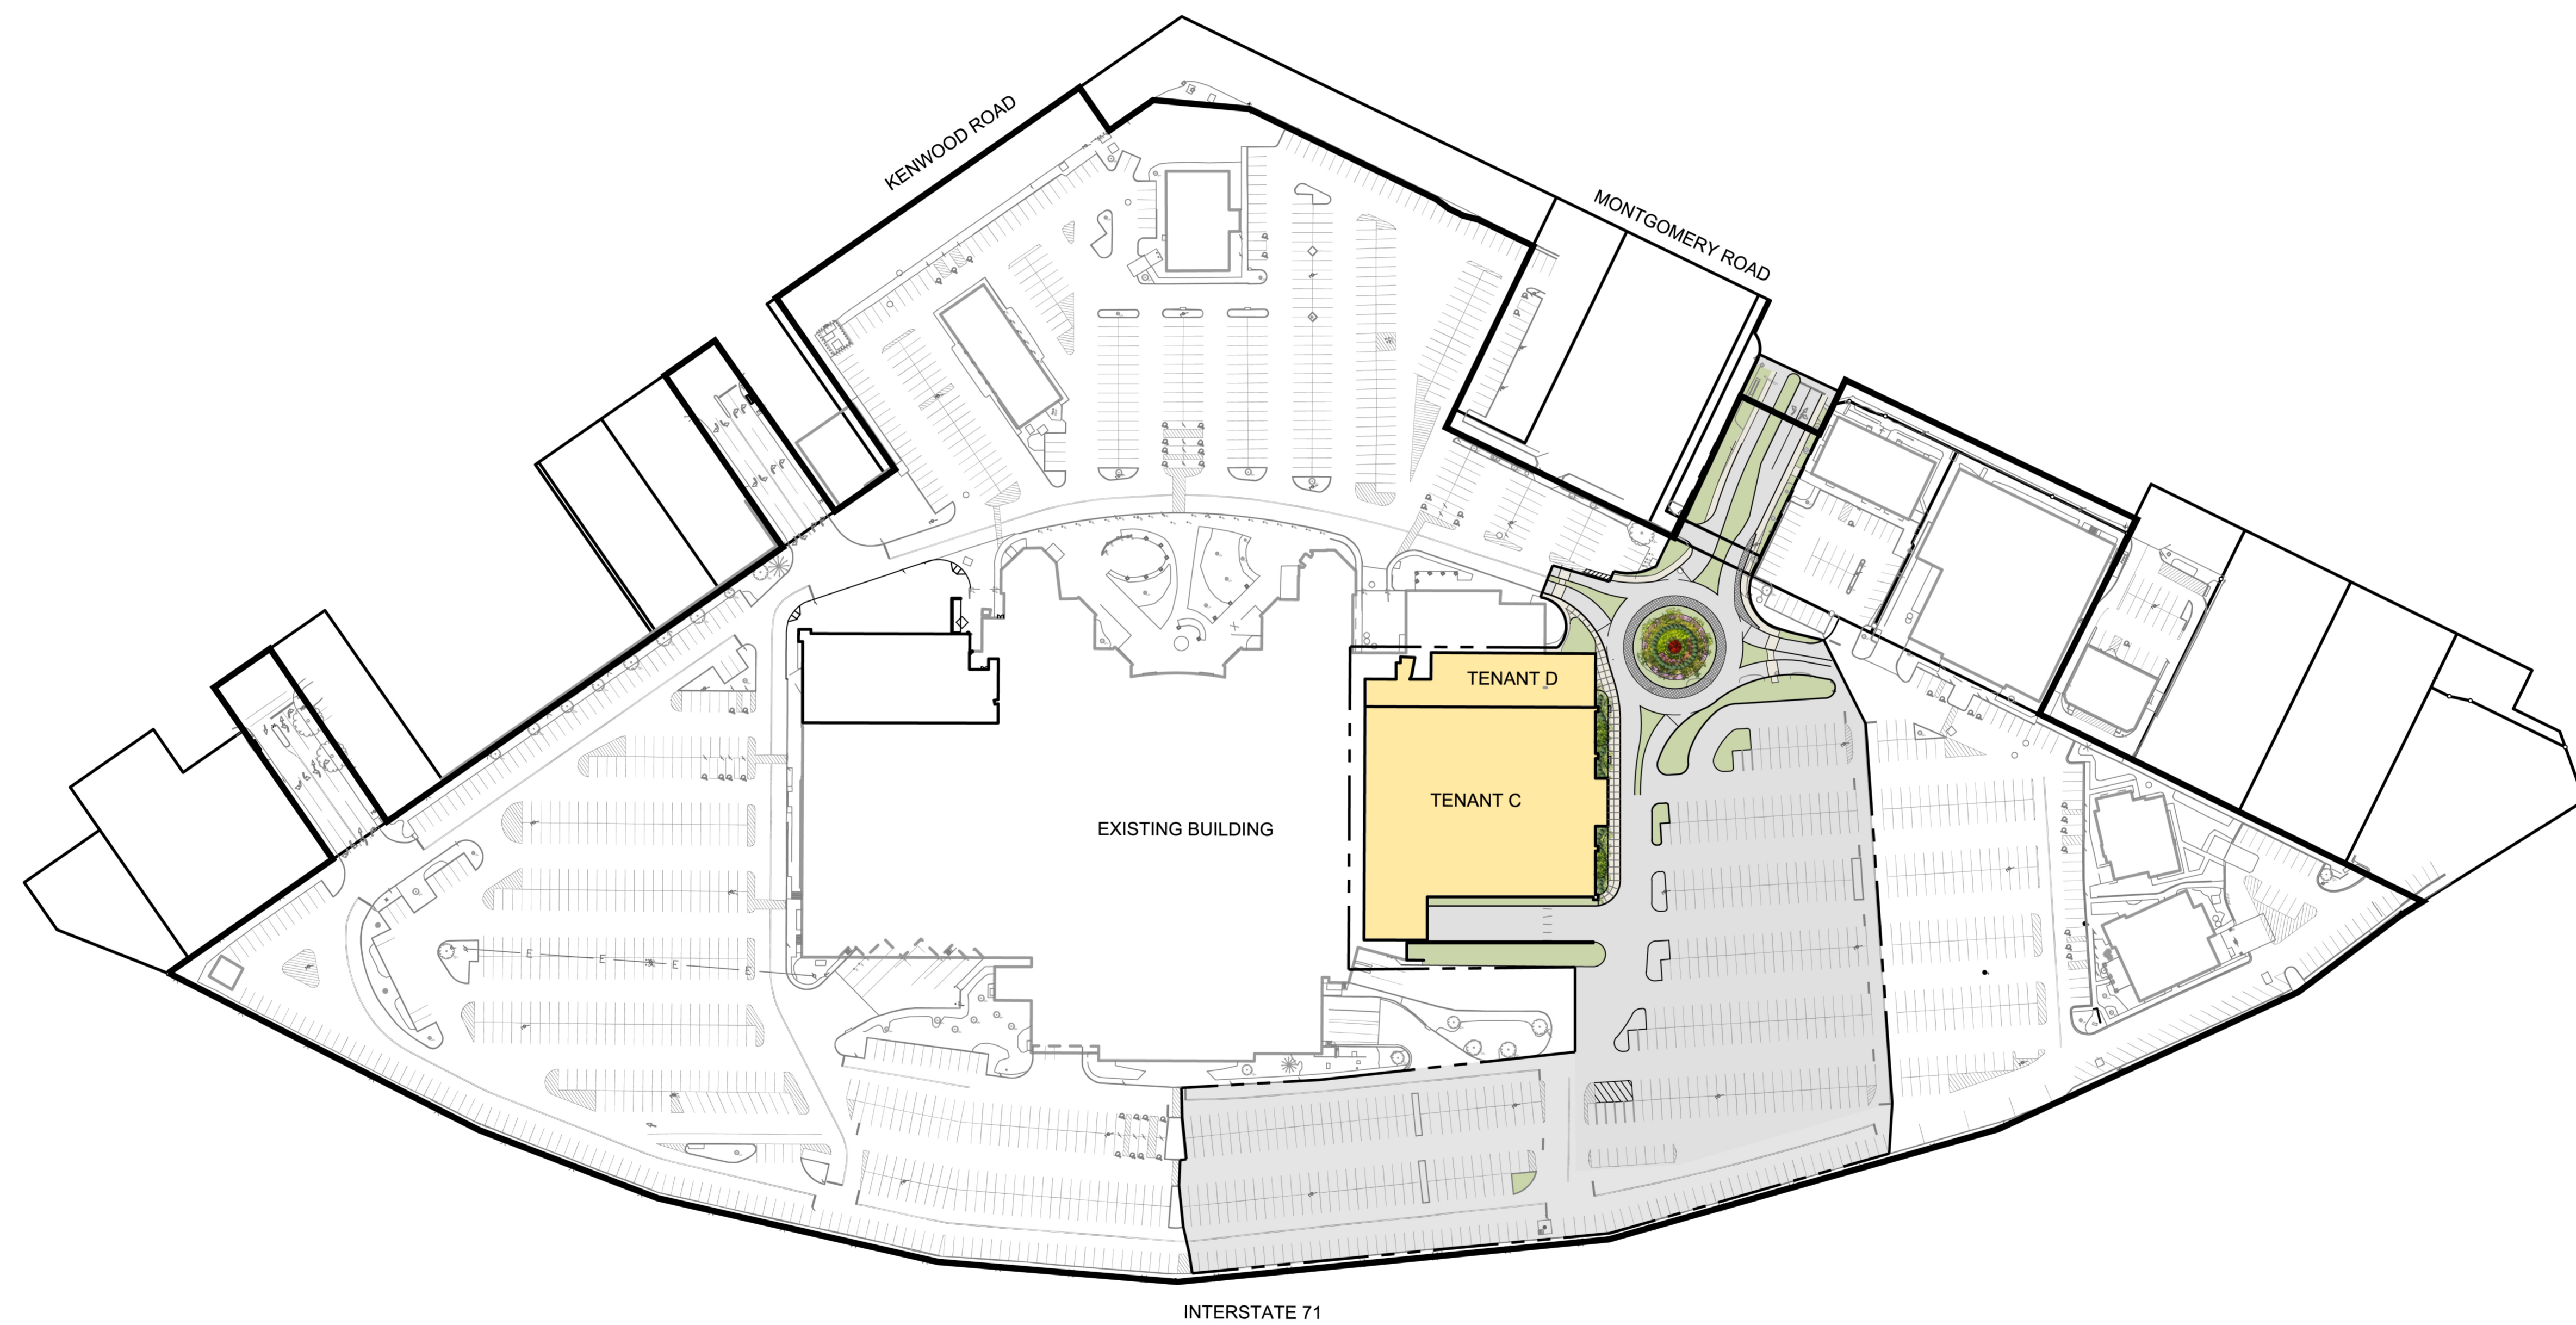 KENWOOD ROAD
MONTGOMERY ROAD
TENANT D
TENANT C
EXISTING BUILDING
E
E
E
E
INTERSTATE 71